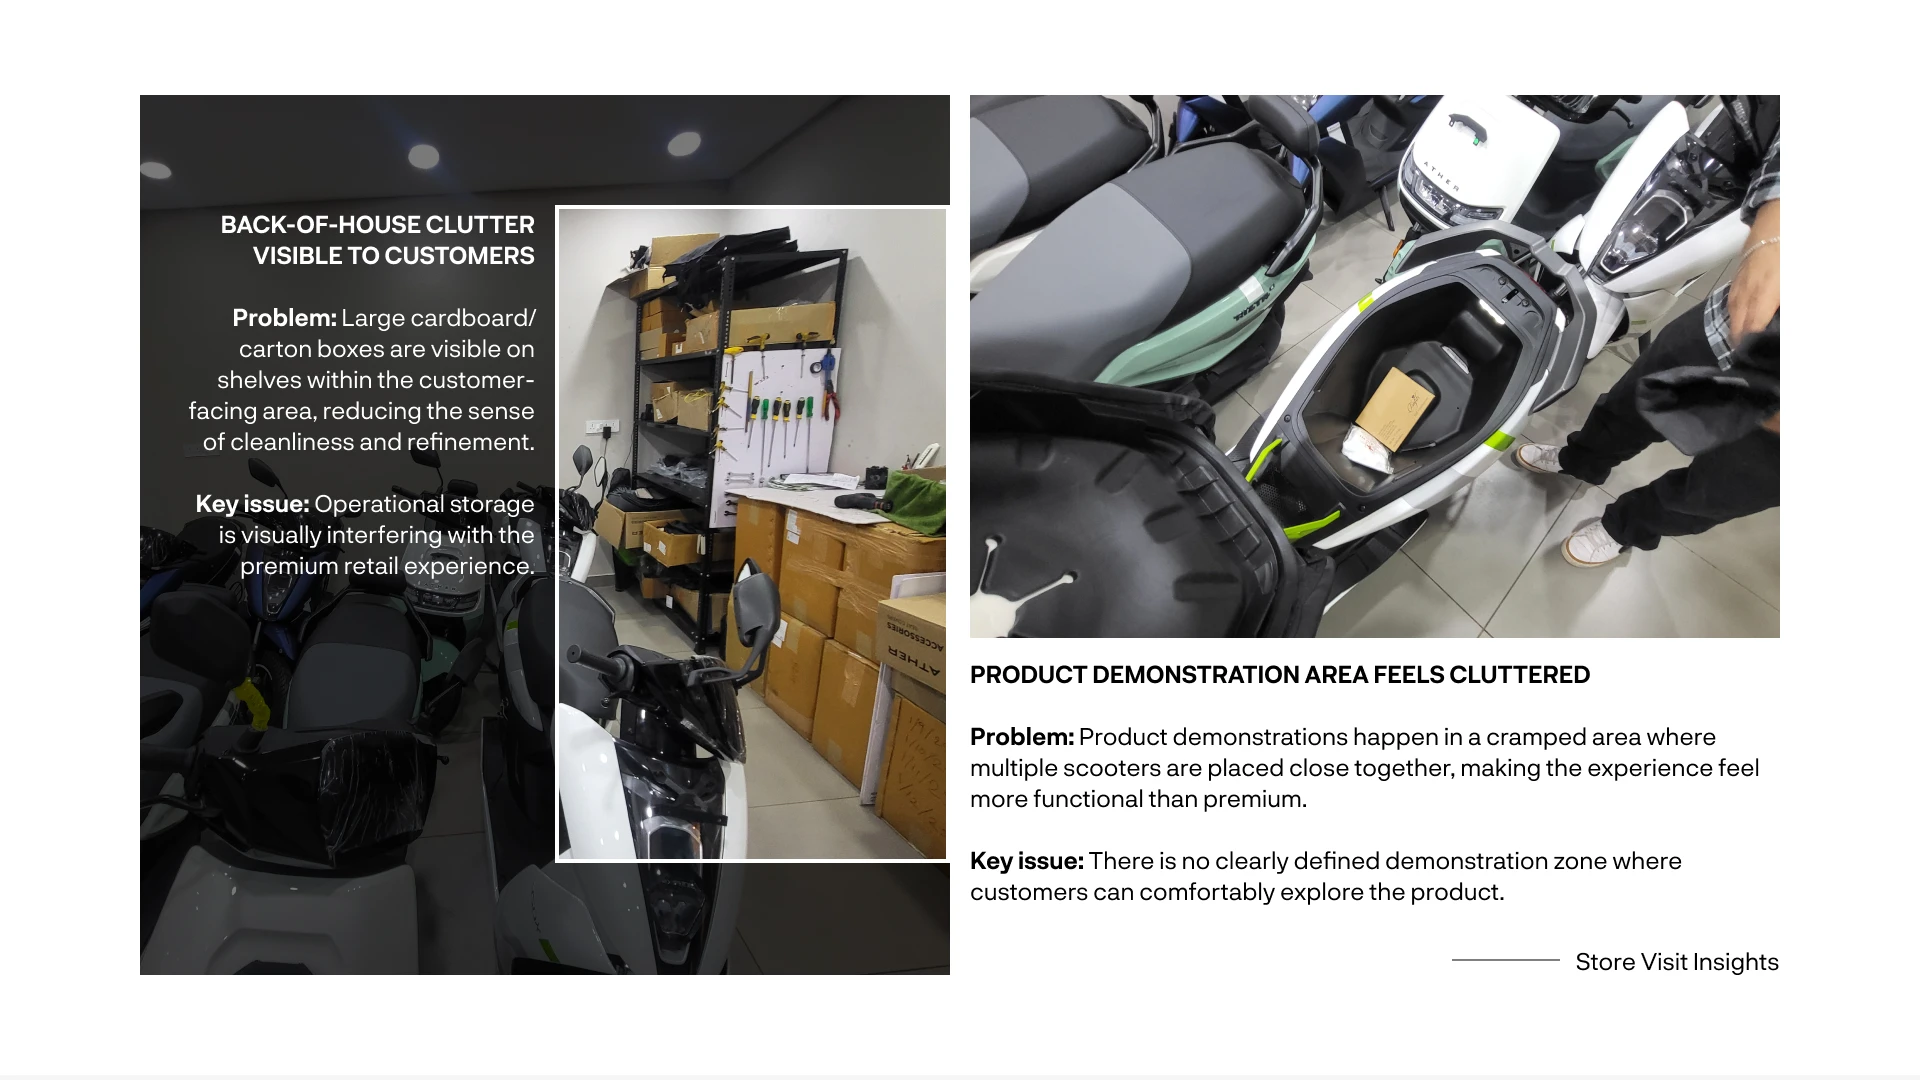 BACK-OF-HOUSE CLUTTER
VISIBLE TO CUSTOMERS
Problem: Large cardboard/
carton boxes are visible on
shelves within the customer-
facing area, reducing the sense
of cleanliness and refinement.
Key issue: Operational storage
is visually interfering with the
premium retail experience.
ACCESSORIES
ATHER
ATHER
PRODUCT DEMONSTRATION AREA FEELS CLUTTERED
Problem: Product demonstrations happen in a cramped area where
multiple scooters are placed close together, making the experience feel
more functional than premium.
Key issue: There is no clearly defined demonstration zone where
customers can comfortably explore the product.
Store Visit Insights